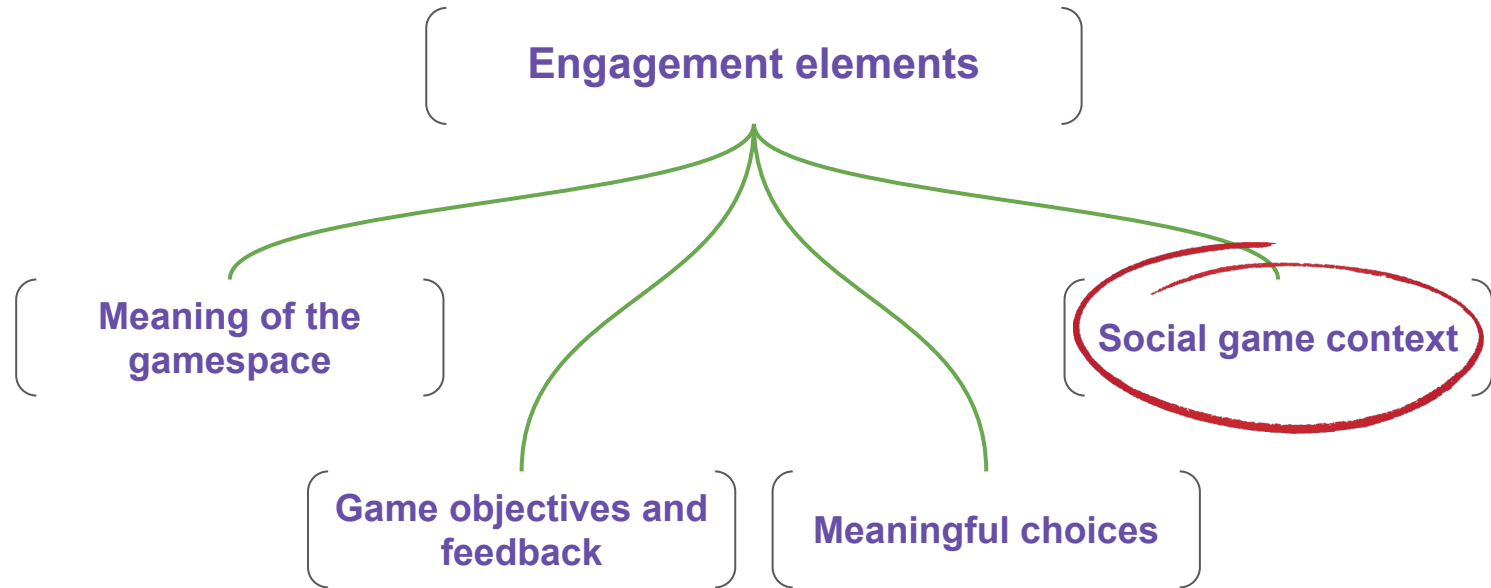 Engagement elements
Meaning of the
gamespace
Social game context
Game objectives and
feedback
Meaningful choices